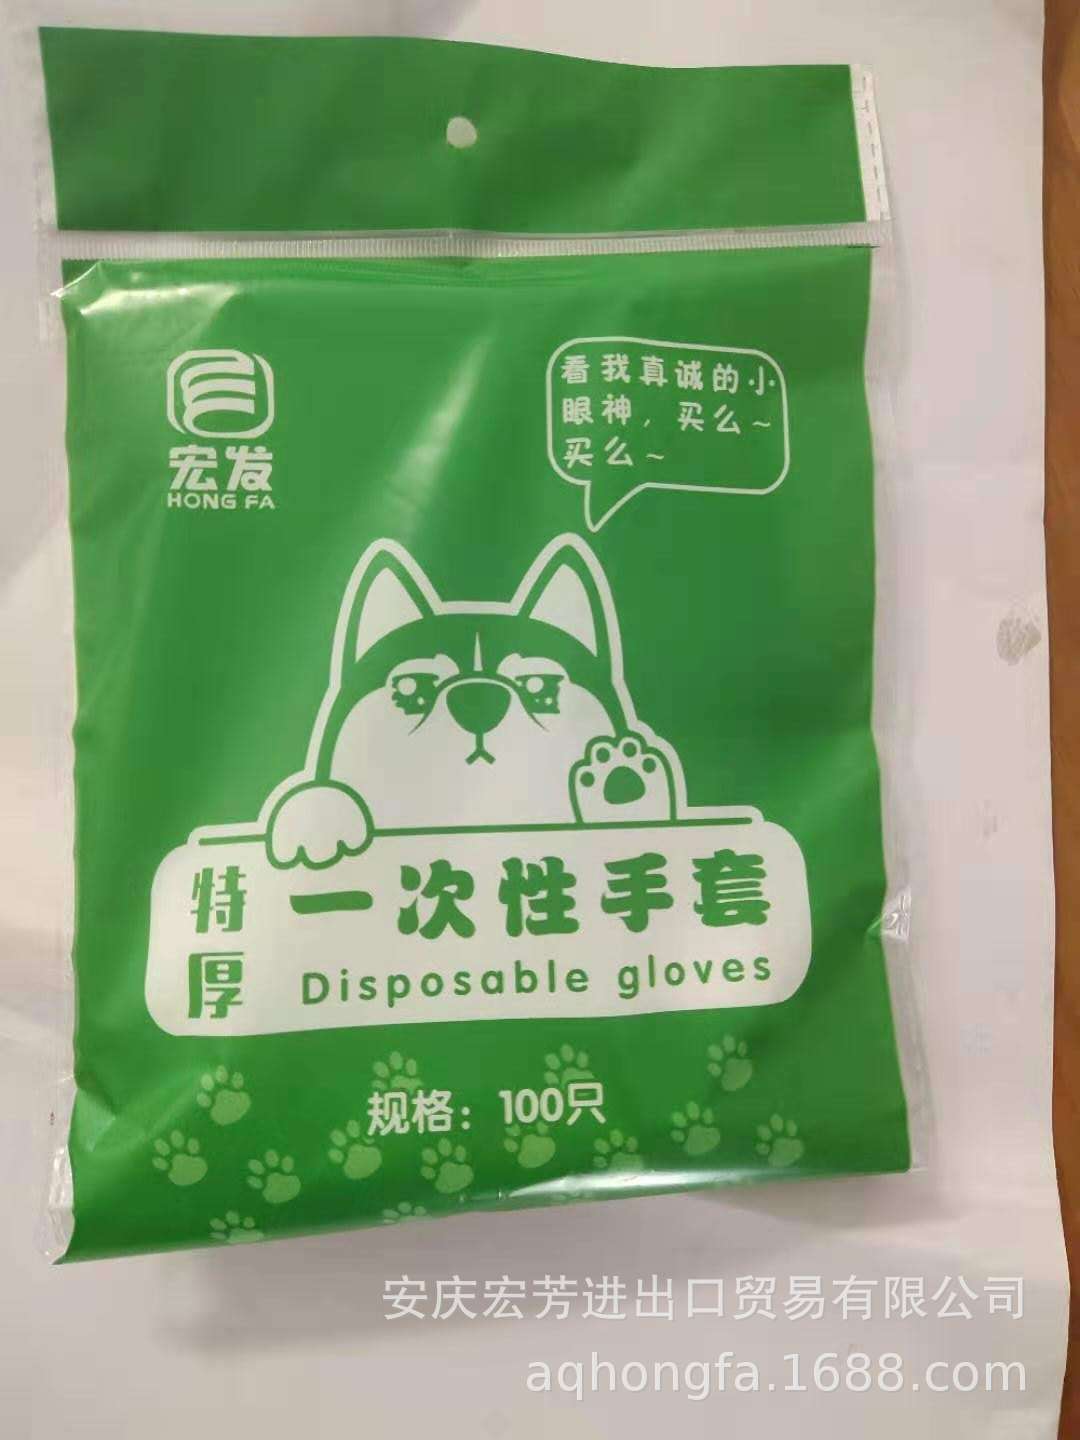 宏发
HONG FA
看我真诚的小
眼神，买么~
买么~
特厚
一次性手套
Disposable gloves
规格：100只
安庆宏芳进出口贸易有限公司
aqhongfa.1688.com